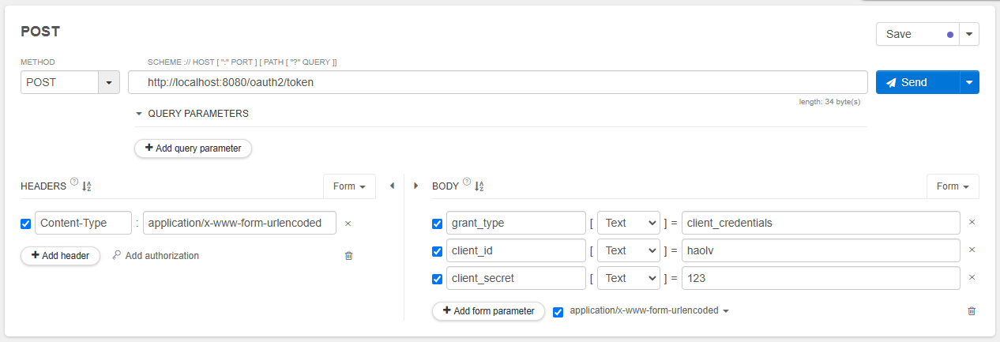 POST
Save
METHOD
SCHEME :// HOST [ ":" PORT ] [ PATH [ "?" QUERY ]]
POST
http://localhost:8080/oauth2/token
Send
length: 34 byte(s)
QUERY PARAMETERS
+ Add query parameter
HEADERS ? AZ
Form
BODY ? AZ
Form
Content-Type : application/x-www-form-urlencoded ×
+ Add header
Add authorization
grant_type [ Text ] = client_credentials ×
client_id [ Text ] = haolv ×
client_secret [ Text ] = 123 ×
+ Add form parameter
application/x-www-form-urlencoded